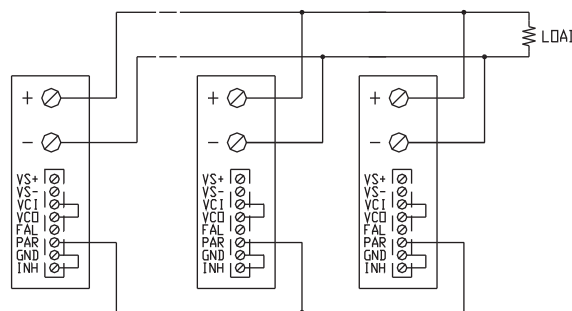 LOAD
+ + +
- - -
VS+ VS+ VS+
VS- VS- VS-
VCI VCI VCI
VCO VCO VCO
FAL FAL FAL
PAR PAR PAR
GND GND GND
INH INH INH